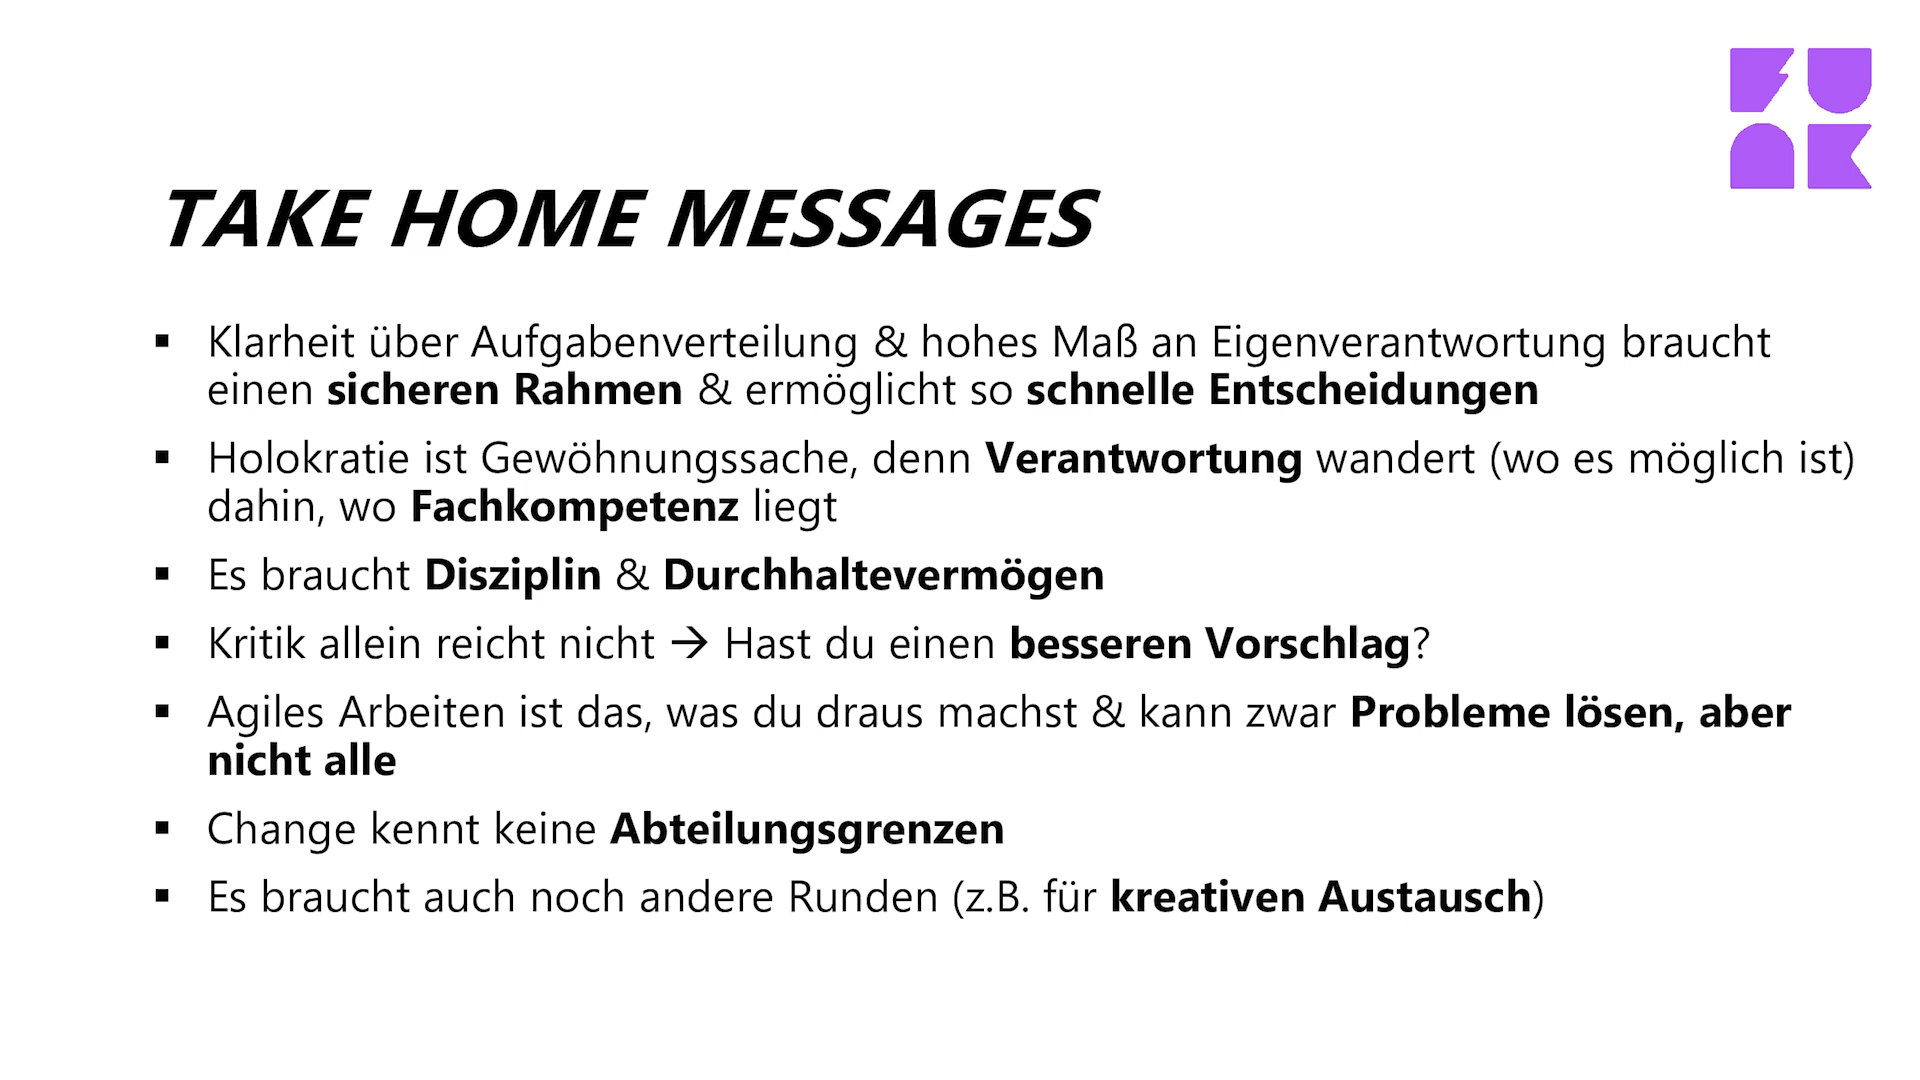 TAKE HOME MESSAGES
▪ Klarheit über Aufgabenverteilung & hohes Maß an Eigenverantwortung braucht
einen sicheren Rahmen & ermöglicht so schnelle Entscheidungen
▪ Holokratie ist Gewöhnungssache, denn Verantwortung wandert (wo es möglich ist)
dahin, wo Fachkompetenz liegt
▪ Es braucht Disziplin & Durchhaltevermögen
▪ Kritik allein reicht nicht → Hast du einen besseren Vorschlag?
▪ Agiles Arbeiten ist das, was du draus machst & kann zwar Probleme lösen, aber
nicht alle
▪ Change kennt keine Abteilungsgrenzen
▪ Es braucht auch noch andere Runden (z.B. für kreativen Austausch)